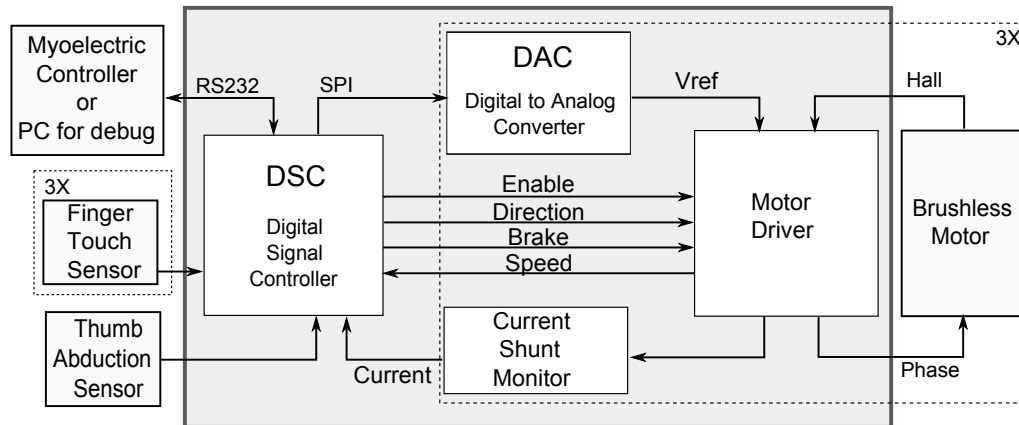 Myoelectric
Controller
or
PC for debug
RS232
SPI
DAC
Digital to Analog
Converter
Vref
Hall
3X
3X
Finger
Touch
Sensor
DSC
Digital
Signal
Controller
Enable
Direction
Brake
Speed
Motor
Driver
Brushless
Motor
Thumb
Abduction
Sensor
Current
Current
Shunt
Monitor
Phase